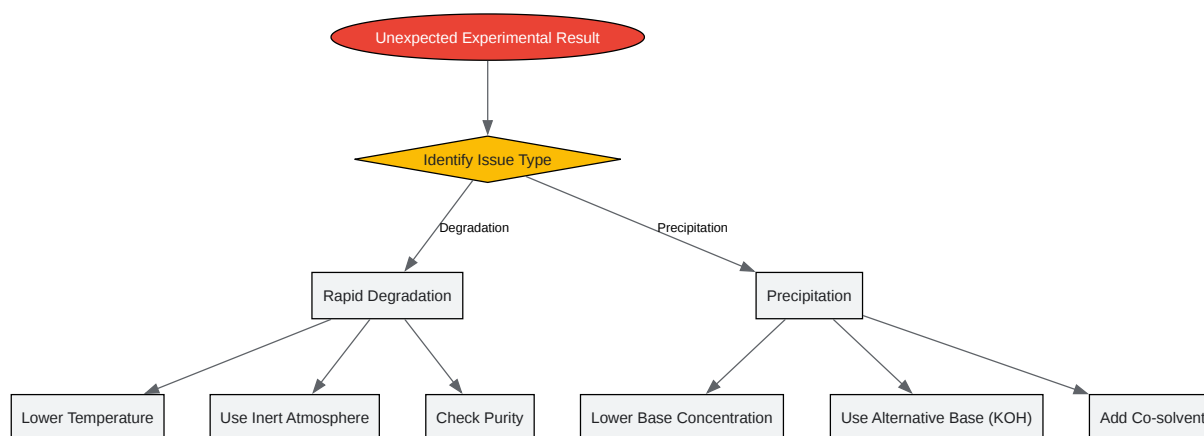 Unexpected Experimental Result
Identify Issue Type
Degradation
Precipitation
Rapid Degradation
Precipitation
Lower Temperature
Use Inert Atmosphere
Check Purity
Lower Base Concentration
Use Alternative Base (KOH)
Add Co-solvent